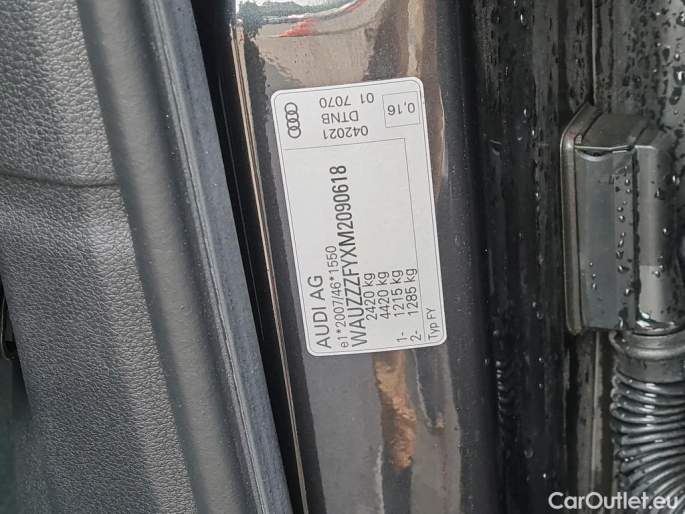 AUDI AG
e1*2007/46*1550
WAUZZZFYXM2090618
2420 kg
4420 kg
1- 1215 kg
2- 1285 kg
Typ FY
042021
DTNB
01 7070
0,16
CarOutlet.eu